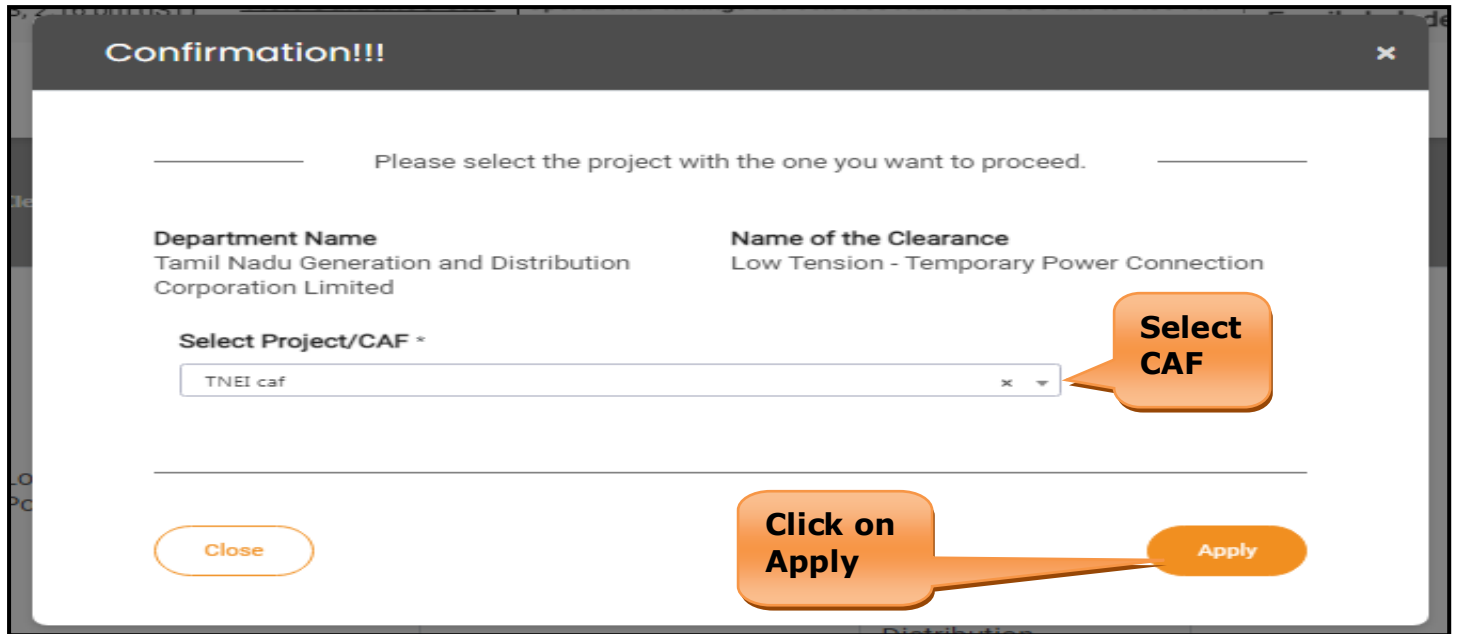 Confirmation!!!
×
Please select the project with the one you want to proceed.
Department Name
Tamil Nadu Generation and Distribution
Corporation Limited
Name of the Clearance
Low Tension - Temporary Power Connection
Select Project/CAF *
TNEI caf
×
Select
CAF
Close
Click on
Apply
Apply
Distribution